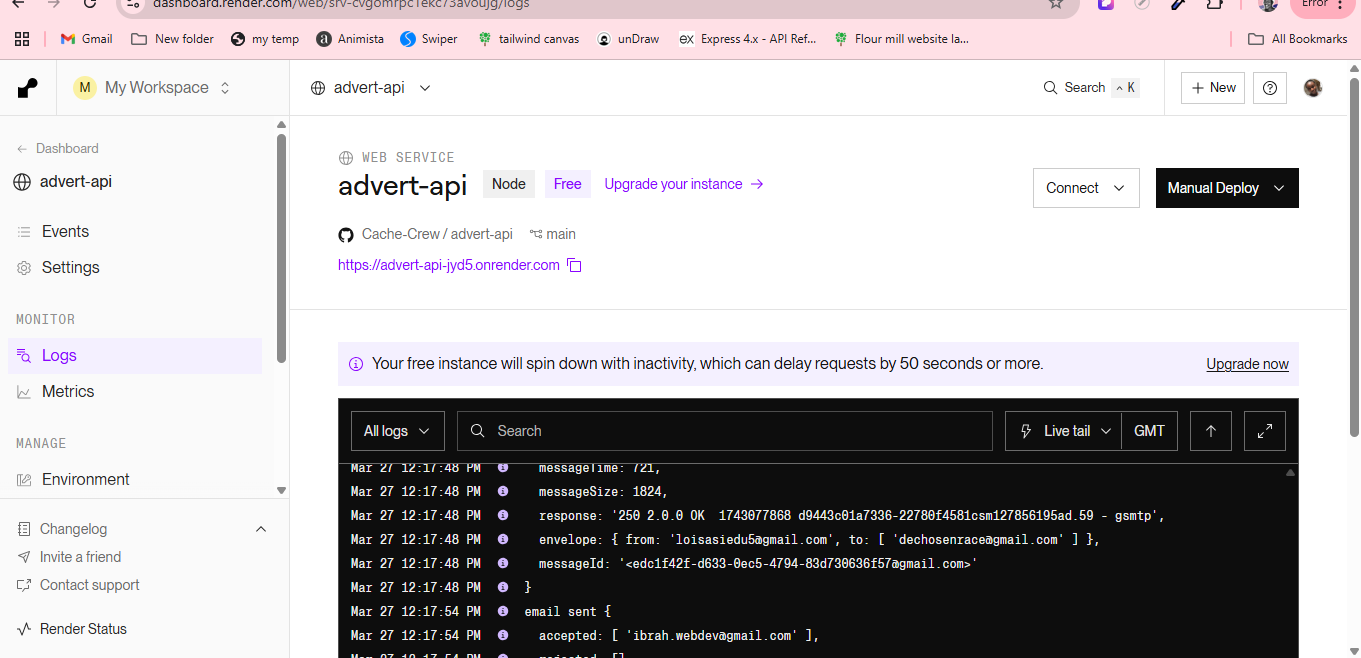 dashboard.render.com/web/srv-cvgomrpc1ekc73avoujg/logs
Error
Gmail
New folder
my temp
Animista
Swiper
tailwind canvas
unDraw
ex Express 4.x - API Ref...
Flour mill website la...
All Bookmarks
M My Workspace
advert-api
Search ^ K
+ New
Dashboard
advert-api
Events
Settings
MONITOR
Logs
Metrics
MANAGE
Environment
Changelog
Invite a friend
Contact support
Render Status
WEB SERVICE
advert-api Node Free Upgrade your instance →
Connect
Manual Deploy
Cache-Crew / advert-api main
https://advert-api-jyd5.onrender.com
Your free instance will spin down with inactivity, which can delay requests by 50 seconds or more.
Upgrade now
All logs
Search
Live tail
GMT
Mar 27 12:17:48 PM messageTime: 721,
Mar 27 12:17:48 PM messageSize: 1824,
Mar 27 12:17:48 PM response: '250 2.0.0 OK 1743077868 d9443c01a7336-22780f4581csm127856195ad.59 - gsmtp',
Mar 27 12:17:48 PM envelope: { from: 'loisasiedu5@gmail.com', to: [ 'dechosenrace@gmail.com' ] },
Mar 27 12:17:48 PM messageId: '<edc1f42f-d633-0ec5-4794-83d730636f57@gmail.com>'
Mar 27 12:17:48 PM }
Mar 27 12:17:54 PM email sent {
Mar 27 12:17:54 PM accepted: [ 'ibrah.webdev@gmail.com' ],
Mar 27 12:17:54 PM rejected: []